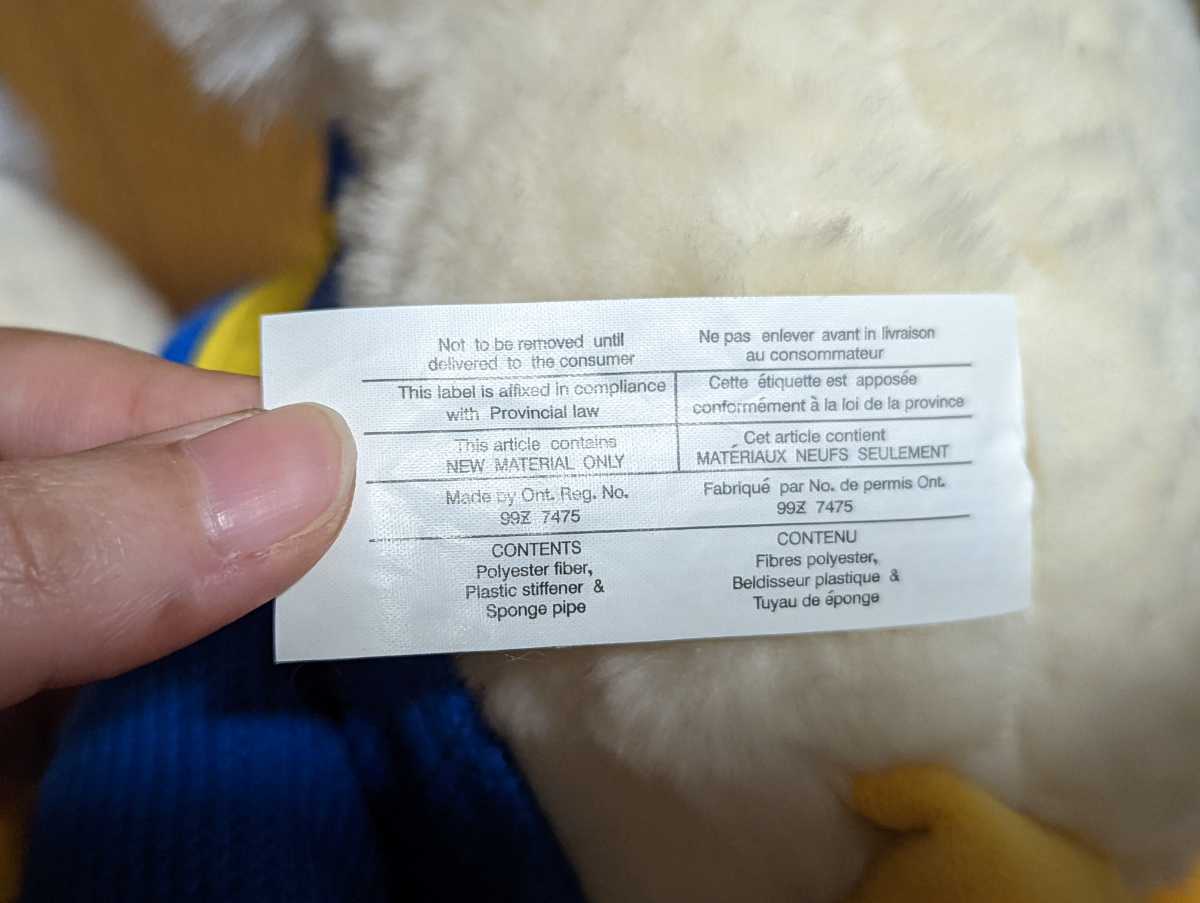 Not to be removed until
delivered to the consumer
Ne pas enlever avant in livraison
au consommateur
This label is affixed in compliance
with Provincial law
Cette étiquette est apposée
conformément à la loi de la province
This article contains
NEW MATERIAL ONLY
Cet article contient
MATÉRIAUX NEUFS SEULEMENT
Made by Ont. Reg. No.
99Z 7475
Fabriqué par No. de permis Ont.
99Z 7475
CONTENTS
Polyester fiber,
Plastic stiffener &
Sponge pipe
CONTENU
Fibres polyester,
Beldisseur plastique &
Tuyau de éponge